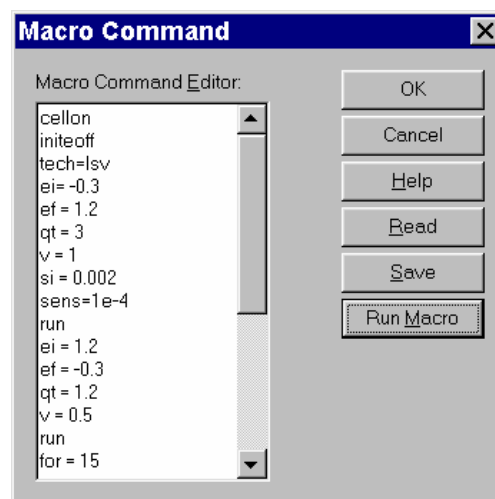 Macro Command
Macro Command Editor:
cellon
initeoff
tech=lsv
ei= -0.3
ef = 1.2
qt = 3
v = 1
si = 0.002
sens=1e-4
run
ei = 1.2
ef = -0.3
qt = 1.2
v = 0.5
run
for = 15
OK
Cancel
Help
Read
Save
Run Macro